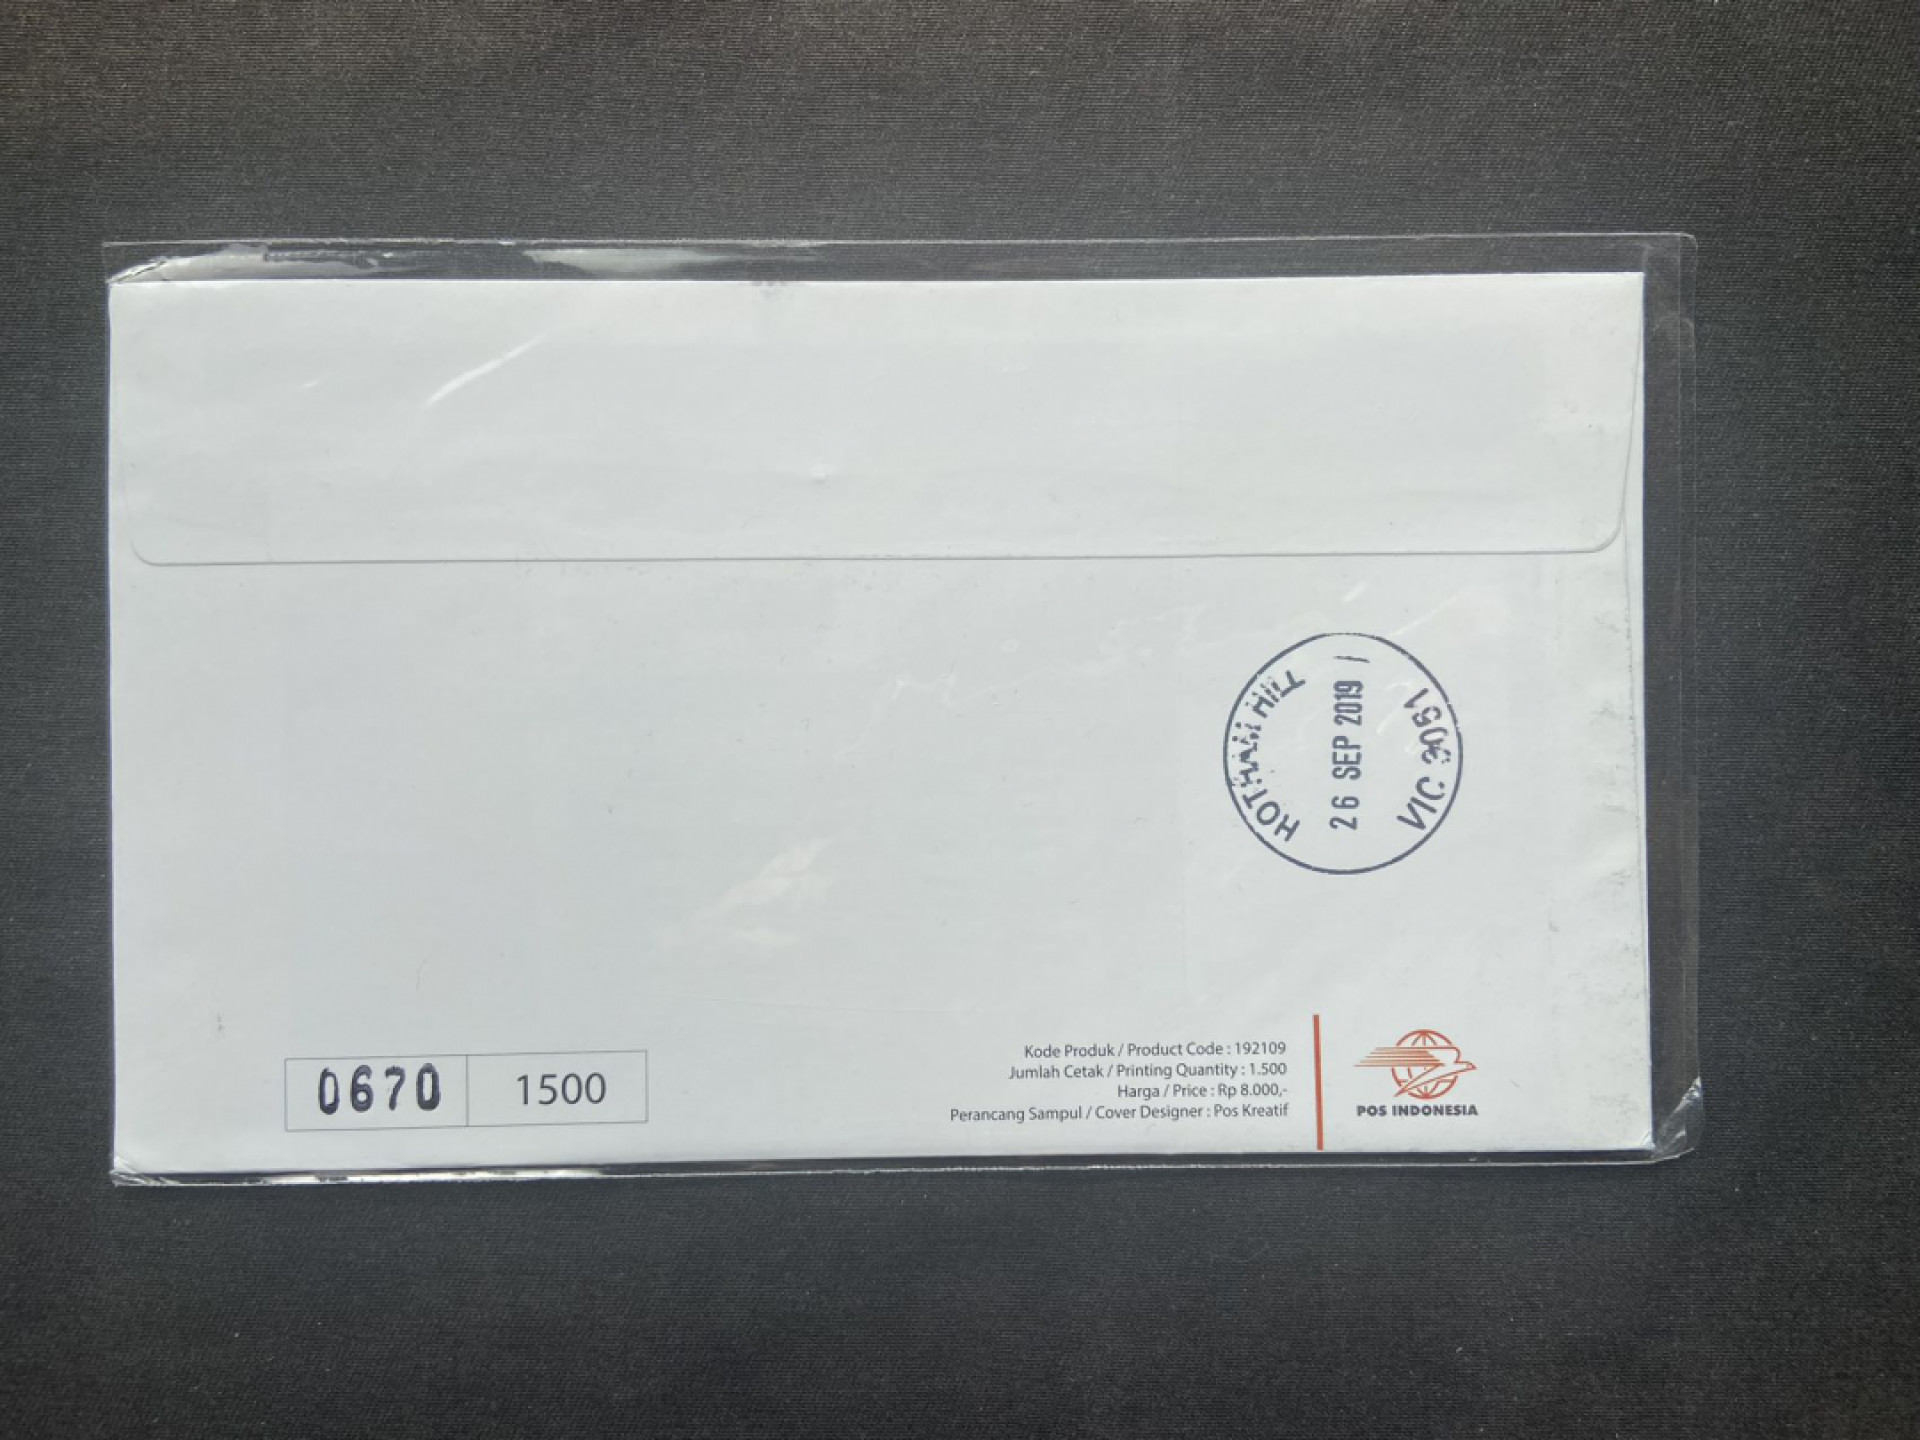 HOTHAM HILL
26 SEP 2019
VIC. 3051
0670 1500
Kode Produk / Product Code : 192109
Jumlah Cetak / Printing Quantity : 1.500
Harga / Price : Rp 8.000,-
Perancang Sampul / Cover Designer : Pos Kreatif
POS INDONESIA